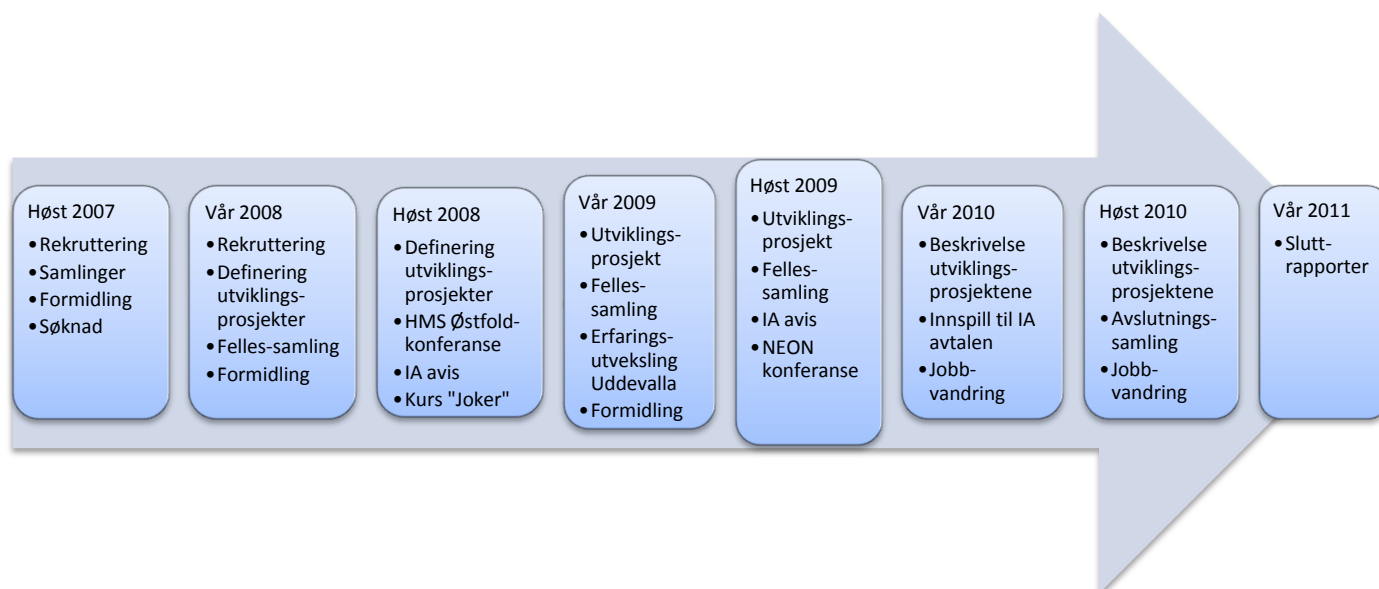 Høst 2007
•Rekruttering
•Samlinger
•Formidling
•Søknad
Vår 2008
•Rekruttering
•Definering
utviklings-
prosjekter
•Felles-samling
•Formidling
Høst 2008
•Definering
utviklings-
prosjekter
•HMS Østfold-
konferanse
•IA avis
•Kurs "Joker"
Vår 2009
•Utviklings-
prosjekt
•Felles-
samling
•Erfarings-
utveksling
Uddevalla
•Formidling
Høst 2009
•Utviklings-
prosjekt
•Felles-
samling
•IA avis
•NEON
konferanse
Vår 2010
•Beskrivelse
utviklings-
prosjektene
•Innspill til IA
avtalen
•Jobb-
vandring
Høst 2010
•Beskrivelse
utviklings-
prosjektene
•Avslutnings-
samling
•Jobb-
vandring
Vår 2011
•Slutt-
rapporter